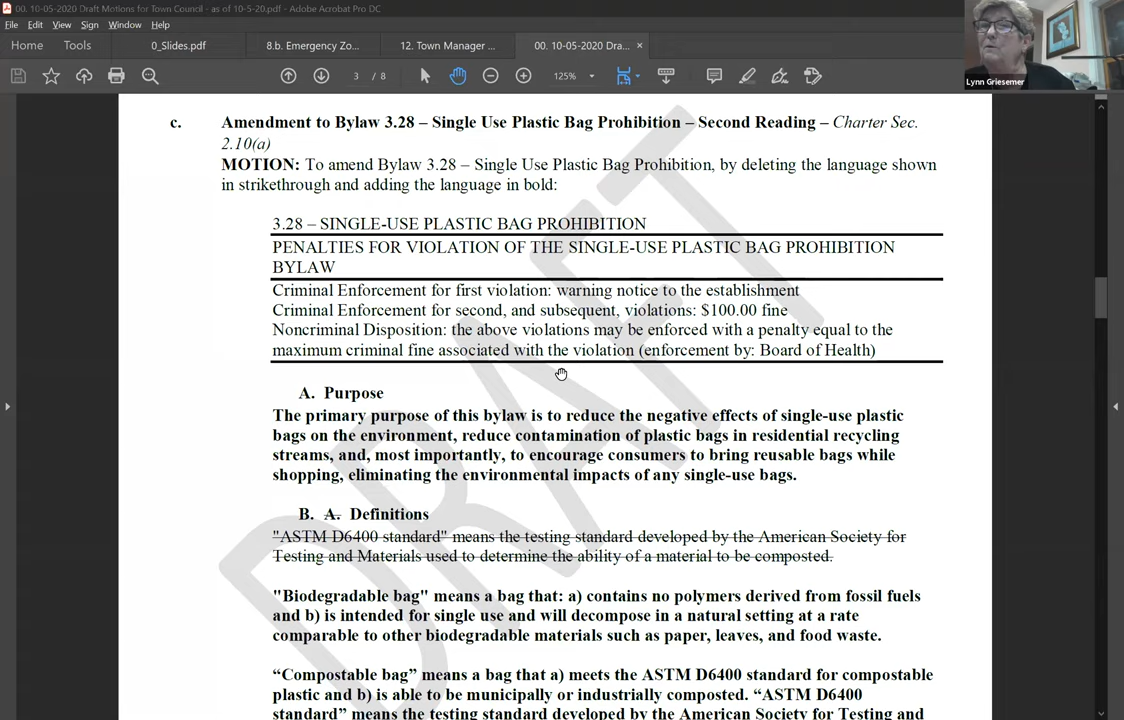 00. 10-05-2020 Draft Motions for Town Council - as of 10-5-20.pdf - Adobe Acrobat Pro DC
File Edit View Sign Window Help
Home Tools 0_Slides.pdf 8.b. Emergency Zo... 12. Town Manager ... 00. 10-05-2020 Dra... ×
3 / 8 125%
Lynn Griesemer
c. Amendment to Bylaw 3.28 – Single Use Plastic Bag Prohibition – Second Reading – Charter Sec.
2.10(a)
MOTION: To amend Bylaw 3.28 – Single Use Plastic Bag Prohibition, by deleting the language shown
in strikethrough and adding the language in bold:
3.28 – SINGLE-USE PLASTIC BAG PROHIBITION
PENALTIES FOR VIOLATION OF THE SINGLE-USE PLASTIC BAG PROHIBITION
BYLAW
Criminal Enforcement for first violation: warning notice to the establishment
Criminal Enforcement for second, and subsequent, violations: $100.00 fine
Noncriminal Disposition: the above violations may be enforced with a penalty equal to the
maximum criminal fine associated with the violation (enforcement by: Board of Health)
A. Purpose
The primary purpose of this bylaw is to reduce the negative effects of single-use plastic
bags on the environment, reduce contamination of plastic bags in residential recycling
streams, and, most importantly, to encourage consumers to bring reusable bags while
shopping, eliminating the environmental impacts of any single-use bags.
B. A. Definitions
"ASTM D6400 standard" means the testing standard developed by the American Society for
Testing and Materials used to determine the ability of a material to be composted.
"Biodegradable bag" means a bag that: a) contains no polymers derived from fossil fuels
and b) is intended for single use and will decompose in a natural setting at a rate
comparable to other biodegradable materials such as paper, leaves, and food waste.
“Compostable bag” means a bag that a) meets the ASTM D6400 standard for compostable
plastic and b) is able to be municipally or industrially composted. “ASTM D6400
standard” means the testing standard developed by the American Society for Testing and
DRAFT